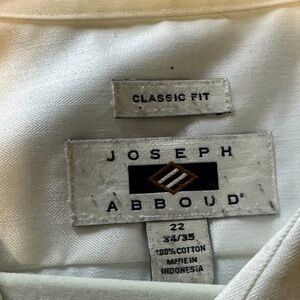 CLASSIC FIT
JOSEPH
ABBOUD®
22
34/35
100% COTTON
MADE IN
INDONESIA